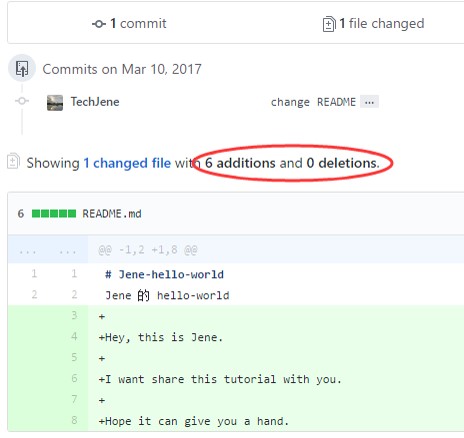 1 commit
1 file changed
Commits on Mar 10, 2017
TechJene change README ...
Showing 1 changed file with 6 additions and 0 deletions.
6 README.md
... ... @@ -1,2 +1,8 @@
1 1 # Jene-hello-world
2 2 Jene 的 hello-world
3 +
4 +Hey, this is Jene.
5 +
6 +I want share this tutorial with you.
7 +
8 +Hope it can give you a hand.